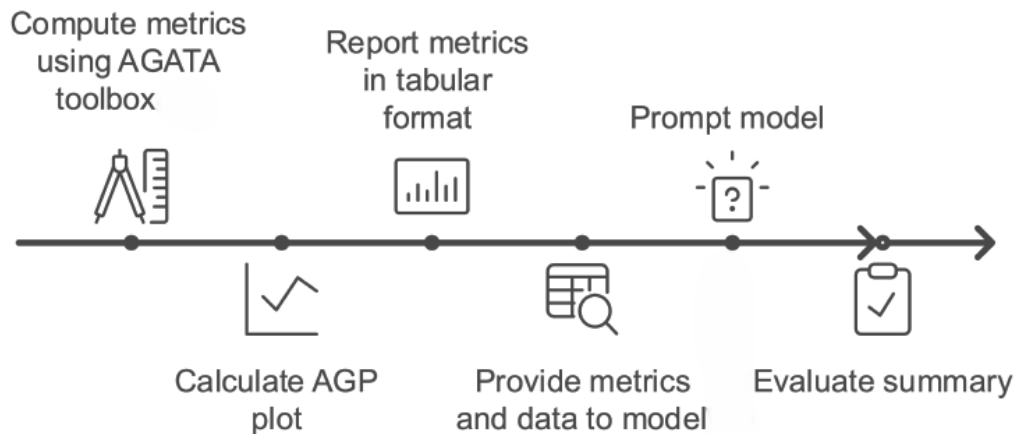 Compute metrics
using AGATA
toolbox
Calculate AGP
plot
Report metrics
in tabular
format
Provide metrics
and data to model
Prompt model
?
Evaluate summary